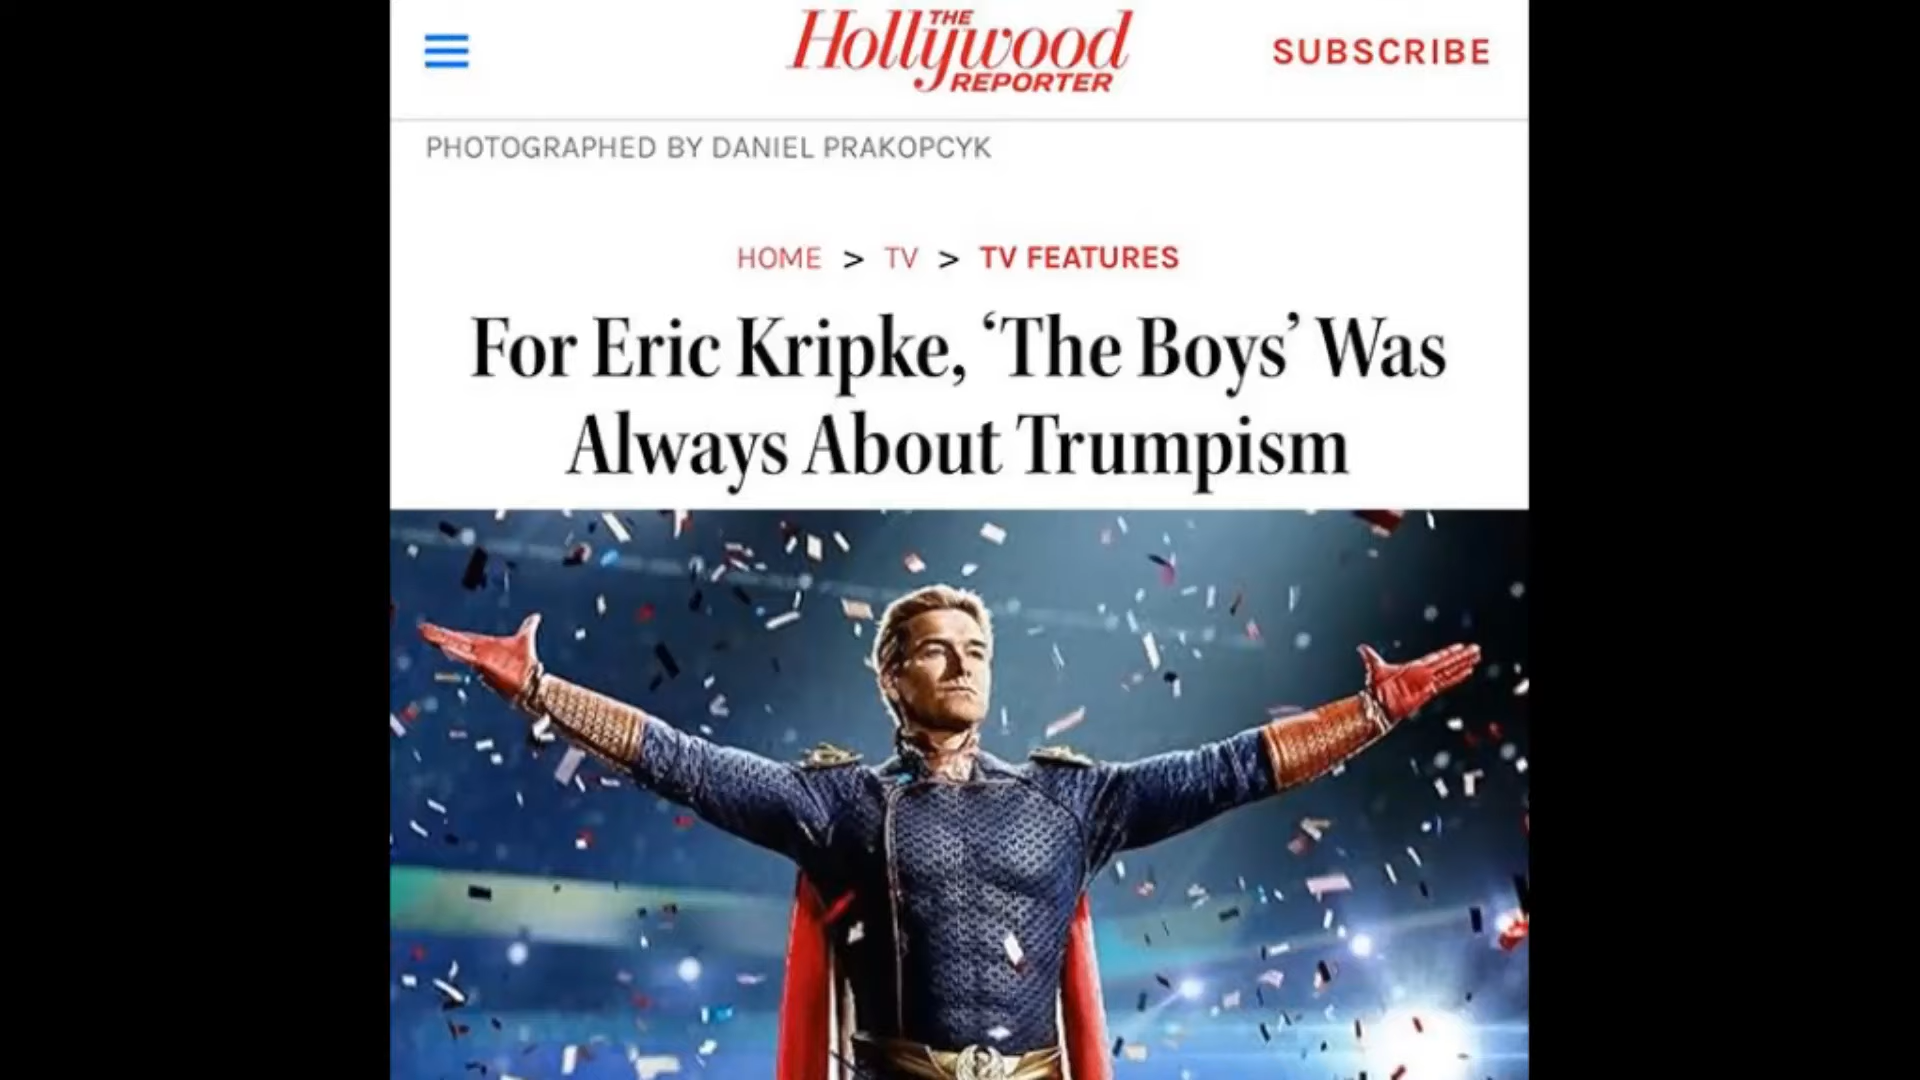 THE
Hollywood
REPORTER
SUBSCRIBE
PHOTOGRAPHED BY DANIEL PRAKOPCYK
HOME > TV > TV FEATURES
For Eric Kripke, ‘The Boys’ Was
Always About Trumpism